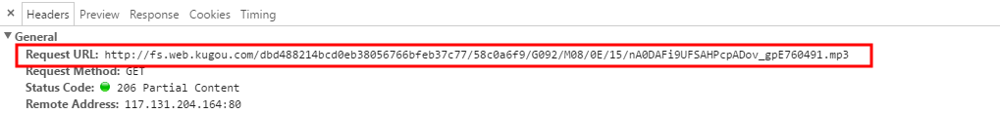 × Headers Preview Response Cookies Timing
▼ General
Request URL: http://fs.web.kugou.com/dbd488214bcd0eb38056766bfeb37c77/58c0a6f9/G092/M08/0E/15/nA0DAFi9UFSAHPcpADov_gpE760491.mp3
Request Method: GET
Status Code: 206 Partial Content
Remote Address: 117.131.204.164:80